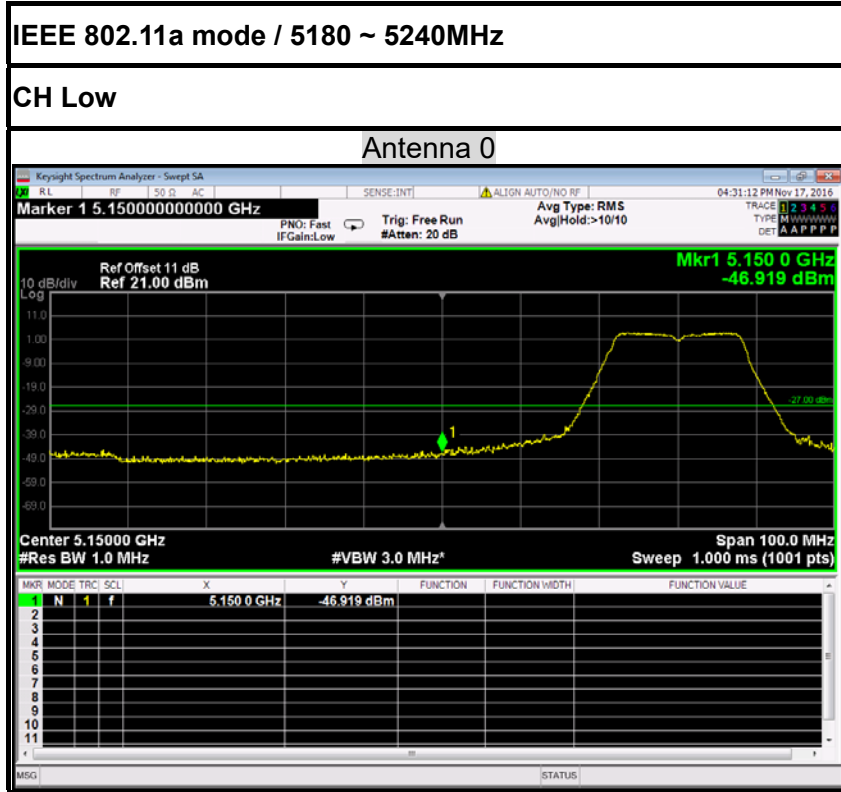 IEEE 802.11a mode / 5180 ~ 5240MHz
CH Low
Antenna 0
Keysight Spectrum Analyzer - Swept SA
RL RF 50 Ω AC SENSE:INT ALIGN AUTO/NO RF 04:31:12 PM Nov 17, 2016
Marker 1 5.150000000000 GHz
PNO: Fast
IFGain:Low
Trig: Free Run
#Atten: 20 dB
Avg Type: RMS
Avg|Hold:>10/10
TRACE 1 2 3 4 5 6
TYPE M WWWWW
DET A A P P P P
Mkr1 5.150 0 GHz
-46.919 dBm
Ref Offset 11 dB
10 dB/div Ref 21.00 dBm
Log
11.0
1.00
-9.00
-19.0
-27.00 dBm
-29.0
-39.0
1
-49.0
-59.0
-69.0
Center 5.15000 GHz Span 100.0 MHz
#Res BW 1.0 MHz #VBW 3.0 MHz* Sweep 1.000 ms (1001 pts)
MKR MODE TRC SCL X Y FUNCTION FUNCTION WIDTH FUNCTION VALUE
1 N 1 f 5.150 0 GHz -46.919 dBm
2
3
4
5
6
7
8
9
10
11
MSG STATUS